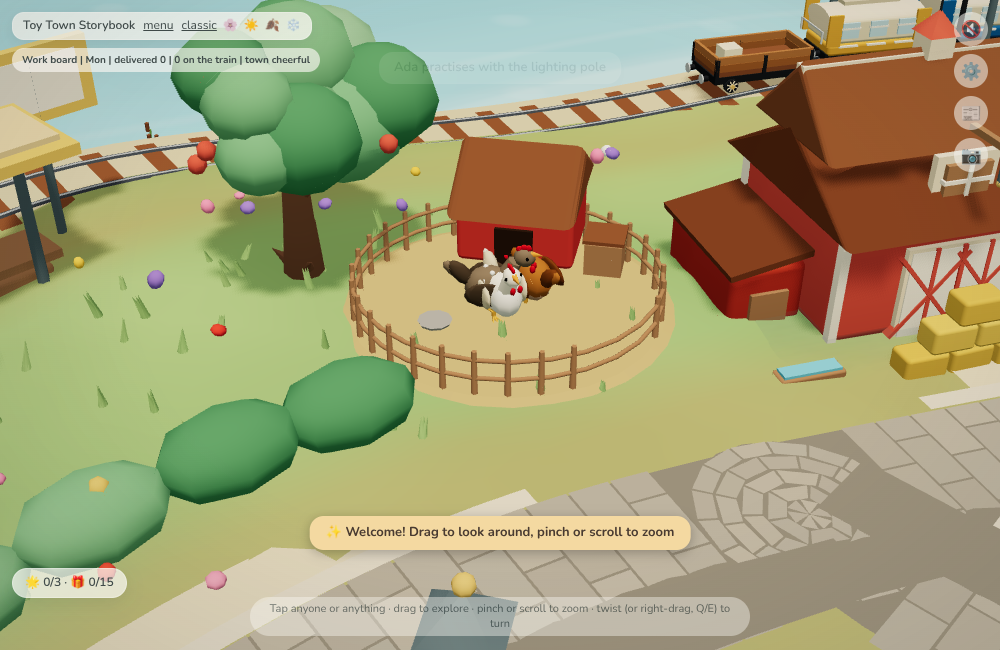 Toy Town Storybook menu classic
Work board | Mon | delivered 0 | 0 on the train | town cheerful
Ada practises with the lighting pole
✨ Welcome! Drag to look around, pinch or scroll to zoom
🌟 0/3 · 🎁 0/15
Tap anyone or anything · drag to explore · pinch or scroll to zoom · twist (or right-drag, Q/E) to
turn